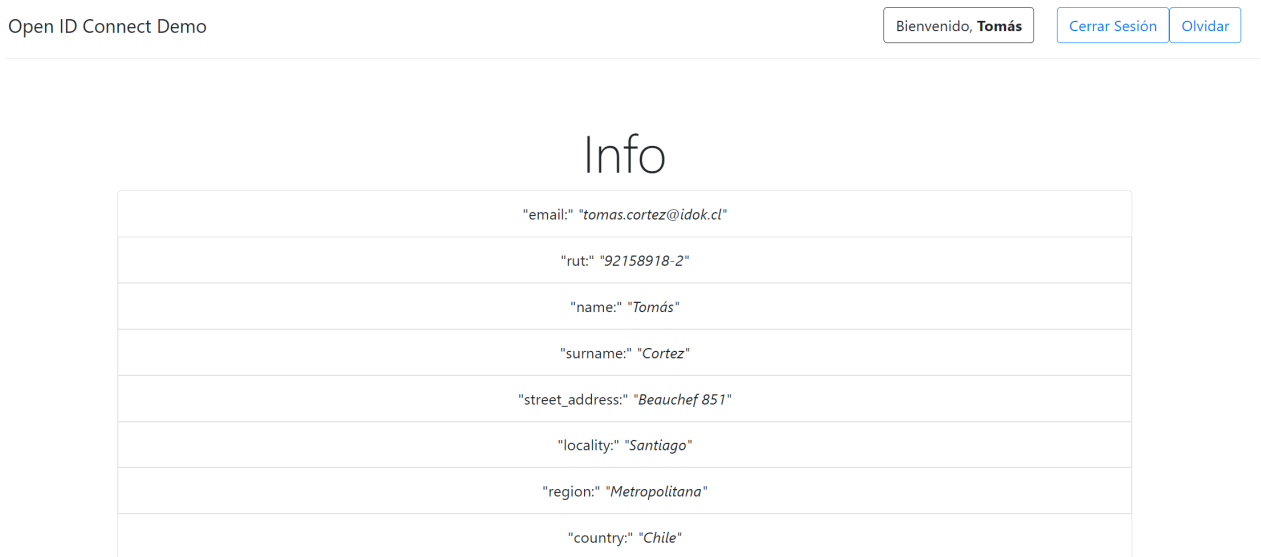 Open ID Connect Demo
Bienvenido, Tomás
Cerrar Sesión
Olvidar
Info
"email:" "tomas.cortez@idok.cl"
"rut:" "92158918-2"
"name:" "Tomás"
"surname:" "Cortez"
"street_address:" "Beauchef 851"
"locality:" "Santiago"
"region:" "Metropolitana"
"country:" "Chile"